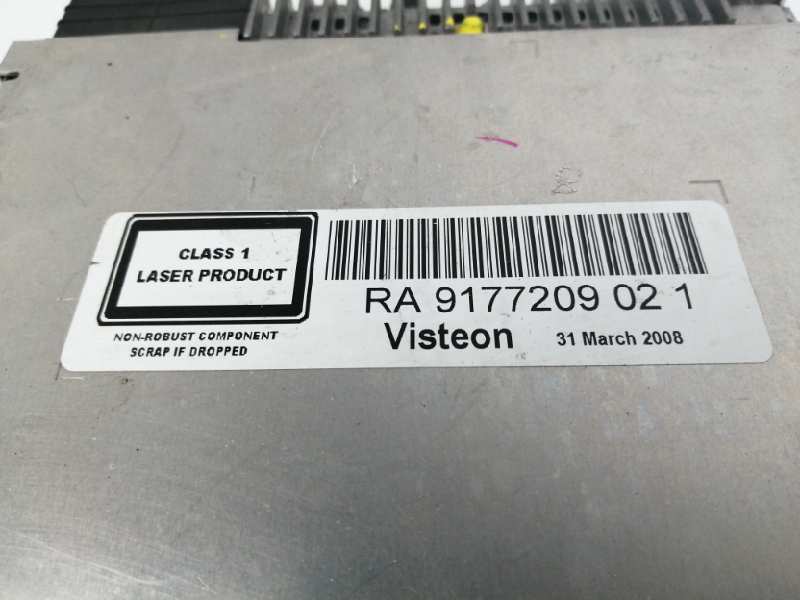 CLASS 1
LASER PRODUCT
NON-ROBUST COMPONENT
SCRAP IF DROPPED
RA 9177209 02 1
Visteon 31 March 2008